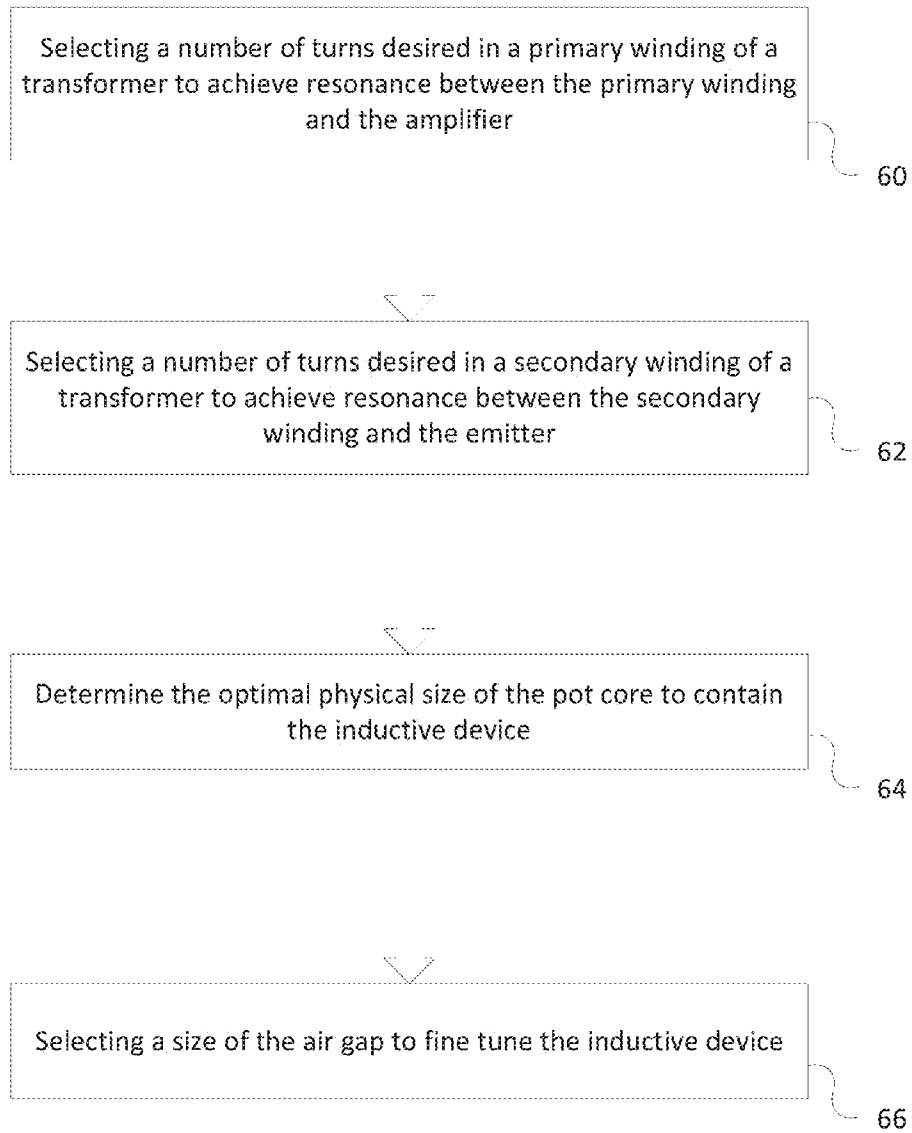 Selecting a number of turns desired in a primary winding of a
transformer to achieve resonance between the primary winding
and the amplifier
60
Selecting a number of turns desired in a secondary winding of a
transformer to achieve resonance between the secondary
winding and the emitter
62
Determine the optimal physical size of the pot core to contain
the inductive device
64
Selecting a size of the air gap to fine tune the inductive device
66